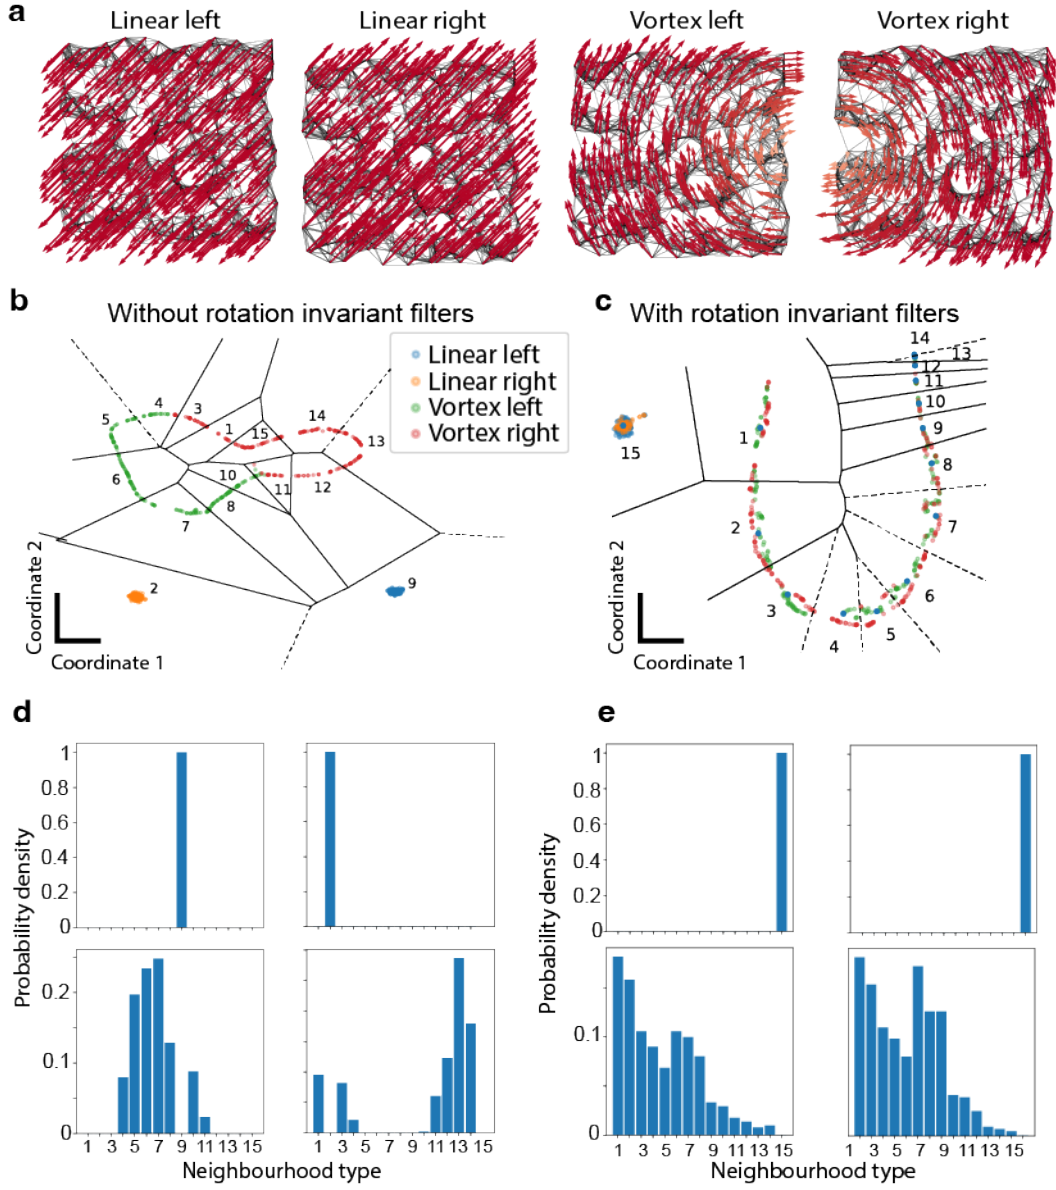 a
Linear left
Linear right
Vortex left
Vortex right
b
Without rotation invariant filters
Linear left
Linear right
Vortex left
Vortex right
5
4
3
1
15
14
13
6
10
11
12
7
8
2
9
Coordinate 2
Coordinate 1
c
With rotation invariant filters
14
13
12
11
10
9
8
7
6
5
4
3
2
1
15
Coordinate 2
Coordinate 1
d
Probability density
1
0.8
0.6
0.4
0.2
0
0.2
0.1
0
1 3 5 7 9 11 13 15
1 3 5 7 9 11 13 15
Neighbourhood type
e
Probability density
1
0.8
0.6
0.4
0.2
0
0.1
0
1 3 5 7 9 11 13 15
1 3 5 7 9 11 13 15
Neighbourhood type